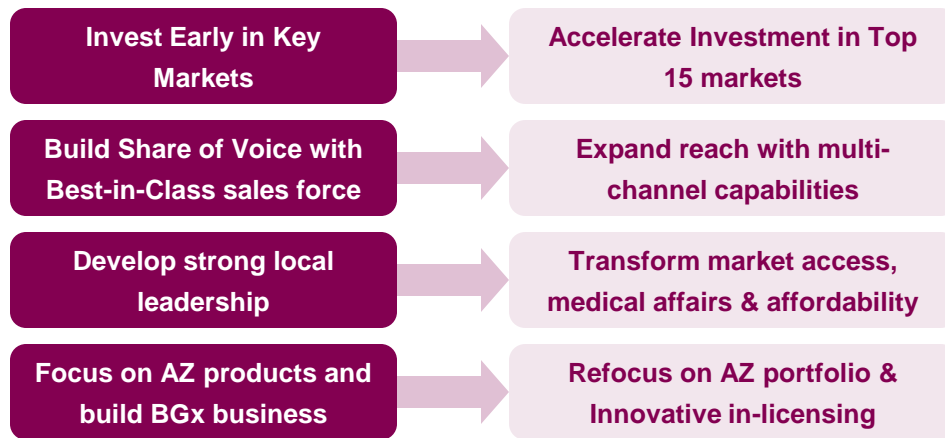 Invest Early in Key
Markets
Accelerate Investment in Top
15 markets
Build Share of Voice with
Best-in-Class sales force
Expand reach with multi-
channel capabilities
Develop strong local
leadership
Transform market access,
medical affairs & affordability
Focus on AZ products and
build BGx business
Refocus on AZ portfolio &
Innovative in-licensing